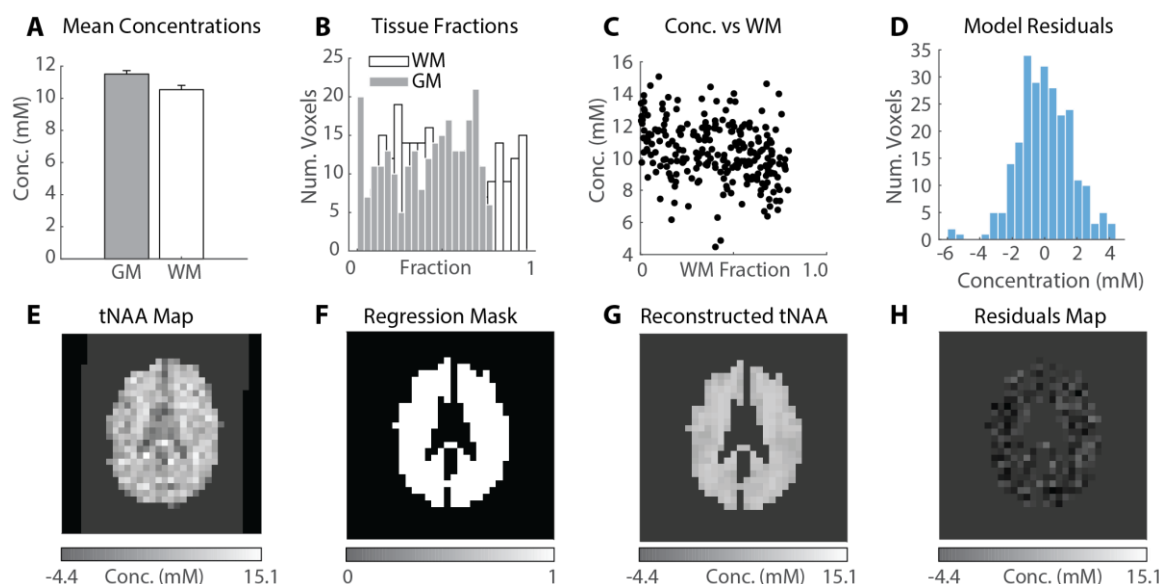 A Mean Concentrations
Conc. (mM)
12
10
8
6
4
2
0
GM WM
B Tissue Fractions
Num. Voxels
25
20
15
10
5
0
WM
GM
0 Fraction 1
C Conc. vs WM
Conc. (mM)
16
14
12
10
8
6
4
0 WM Fraction 1.0
D Model Residuals
Num. Voxels
35
30
25
20
15
10
5
0
-6 -4 -2 0 2 4
Concentration (mM)
E tNAA Map
-4.4 Conc. (mM) 15.1
F Regression Mask
0 1
G Reconstructed tNAA
-4.4 Conc. (mM) 15.1
H Residuals Map
-4.4 Conc. (mM) 15.1